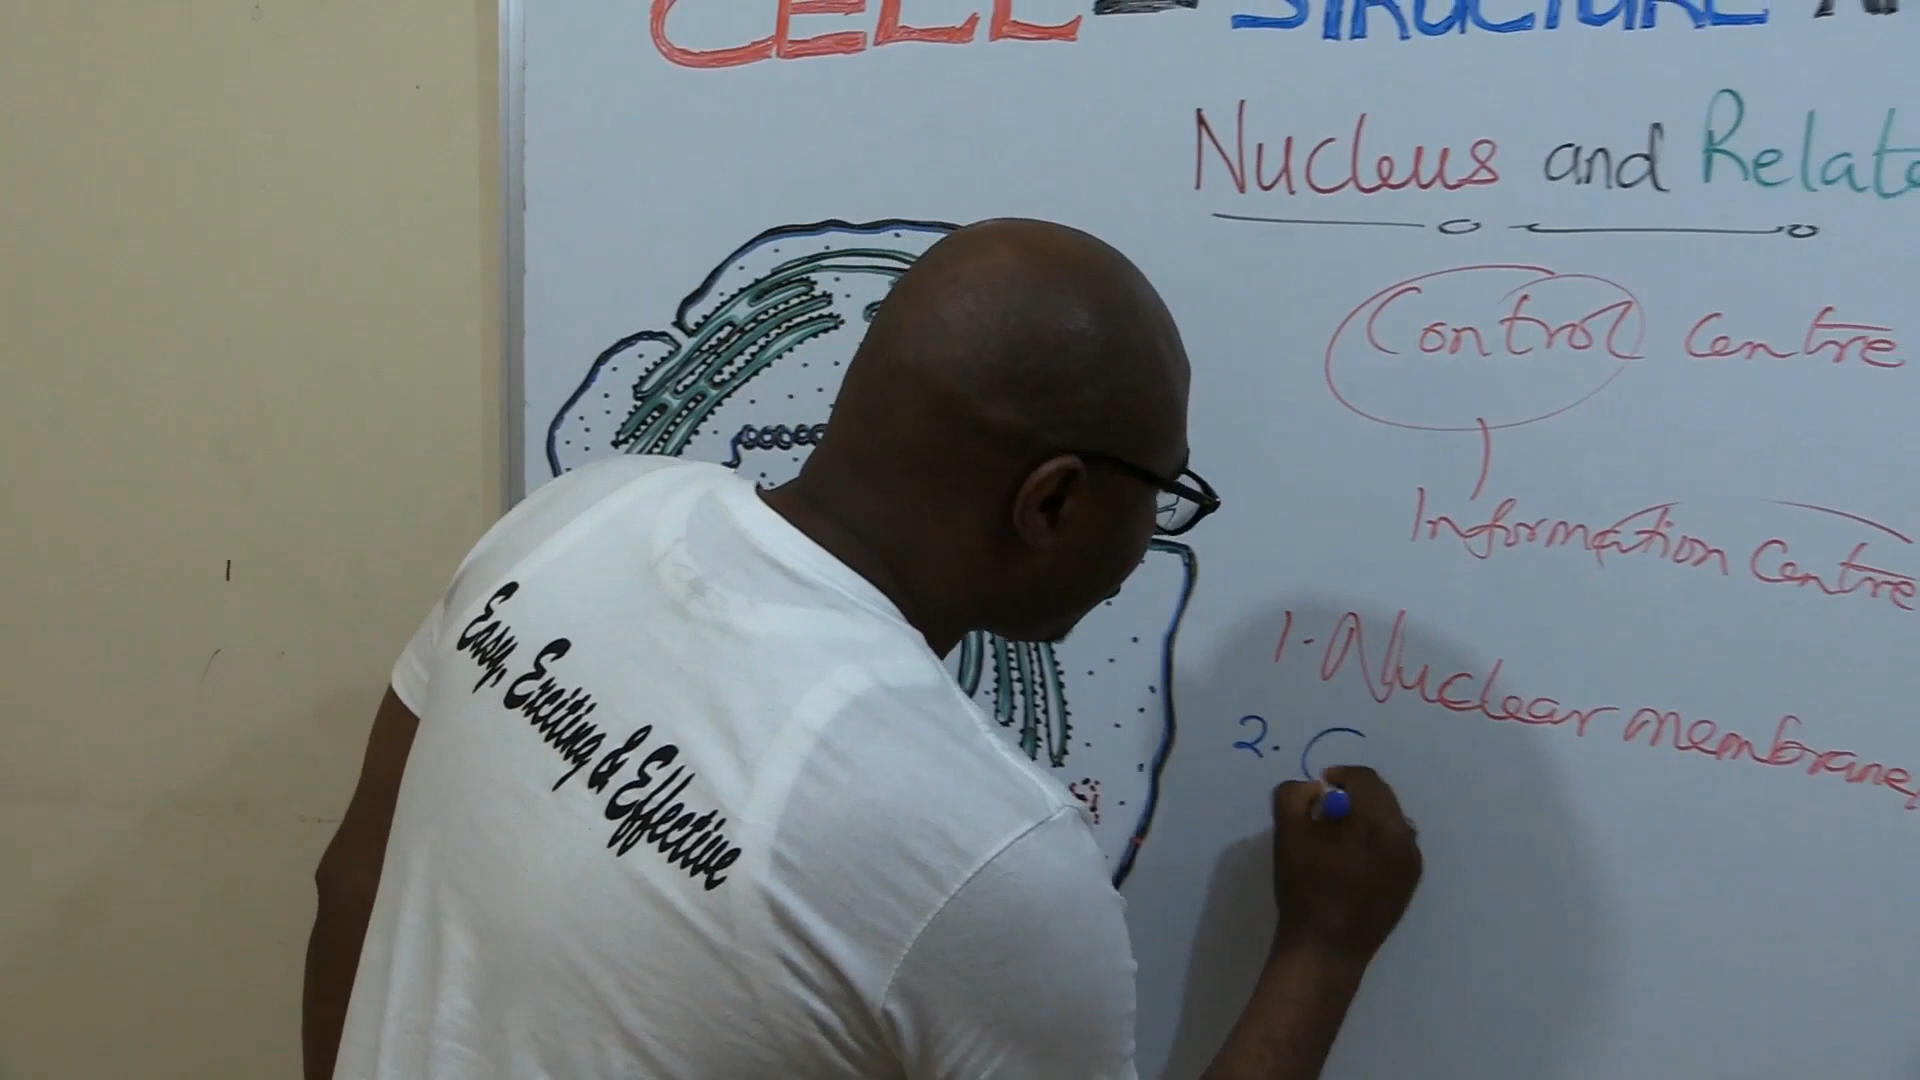 CELL - STRUCTURE
Nucleus and Relate
Control Centre
Information Centre
1. Nuclear membrane
2. C
Easy, Exciting & Effective